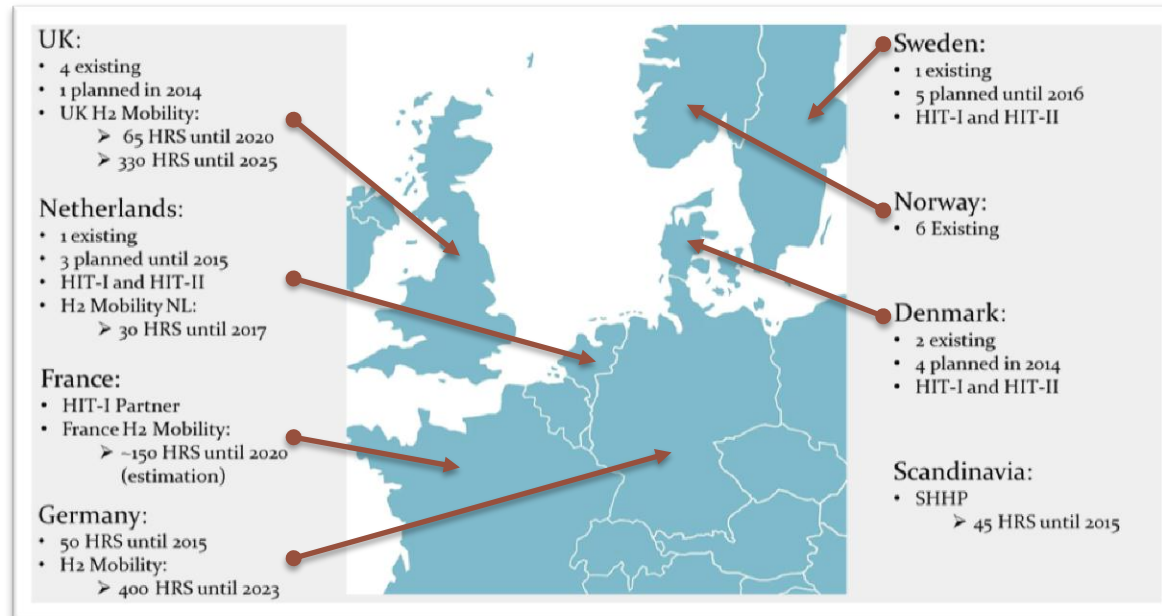 UK:
• 4 existing
• 1 planned in 2014
• UK H2 Mobility:
➢ 65 HRS until 2020
➢ 330 HRS until 2025
Netherlands:
• 1 existing
• 3 planned until 2015
• HIT-I and HIT-II
• H2 Mobility NL:
➢ 30 HRS until 2017
France:
• HIT-I Partner
• France H2 Mobility:
➢ ~150 HRS until 2020
(estimation)
Germany:
• 50 HRS until 2015
• H2 Mobility:
➢ 400 HRS until 2023
Sweden:
• 1 existing
• 5 planned until 2016
• HIT-I and HIT-II
Norway:
• 6 Existing
Denmark:
• 2 existing
• 4 planned in 2014
• HIT-I and HIT-II
Scandinavia:
• SHHP
➢ 45 HRS until 2015